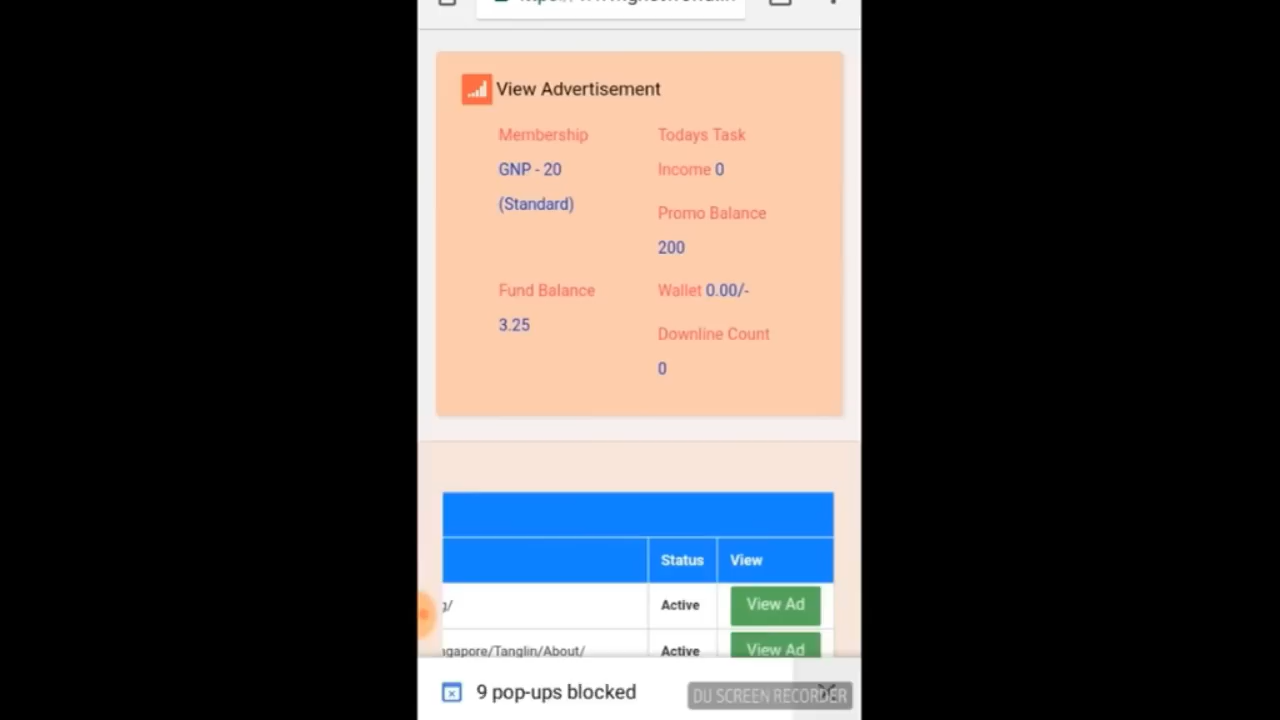 View Advertisement
Membership
GNP - 20
(Standard)
Fund Balance
3.25
Todays Task
Income 0
Promo Balance
200
Wallet 0.00/-
Downline Count
0
Status View
g/ Active View Ad
ngapore/Tanglin/About/ Active View Ad
9 pop-ups blocked
DU SCREEN RECORDER